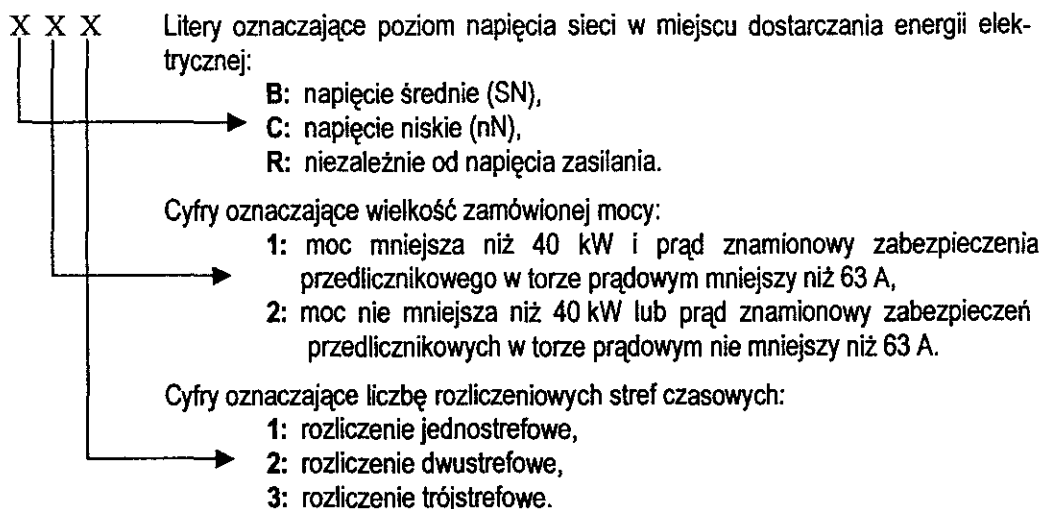 X X X Litery oznaczające poziom napięcia sieci w miejscu dostarczania energii elek-
trycznej:
B: napięcie średnie (SN),
C: napięcie niskie (nN),
R: niezależnie od napięcia zasilania.
Cyfry oznaczające wielkość zamówionej mocy:
1: moc mniejsza niż 40 kW i prąd znamionowy zabezpieczenia
przedlicznikowego w torze prądowym mniejszy niż 63 A,
2: moc nie mniejsza niż 40 kW lub prąd znamionowy zabezpieczeń
przedlicznikowych w torze prądowym nie mniejszy niż 63 A.
Cyfry oznaczające liczbę rozliczeniowych stref czasowych:
1: rozliczenie jednostrefowe,
2: rozliczenie dwustrefowe,
3: rozliczenie trójstrefowe.